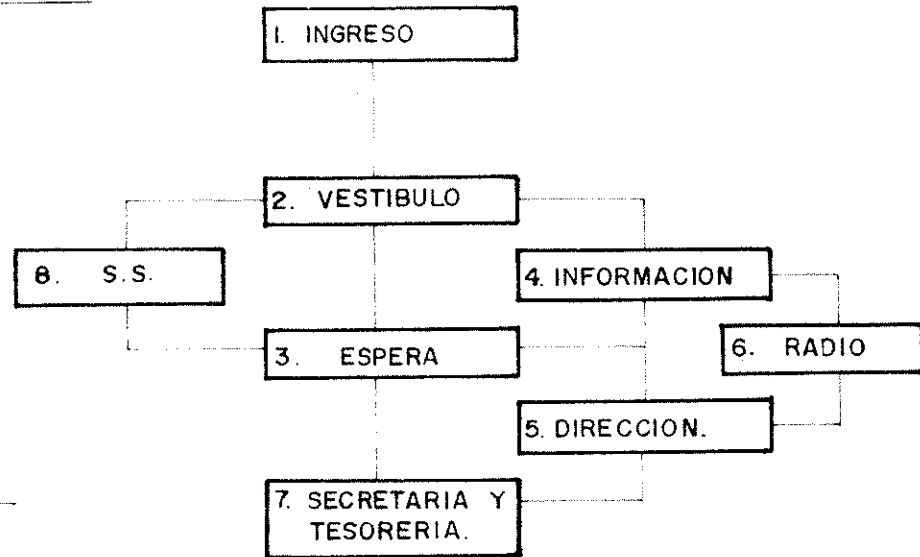 1. INGRESO
2. VESTIBULO
8. S.S.
4. INFORMACION
3. ESPERA
6. RADIO
5. DIRECCION.
7. SECRETARIA Y
TESORERIA.